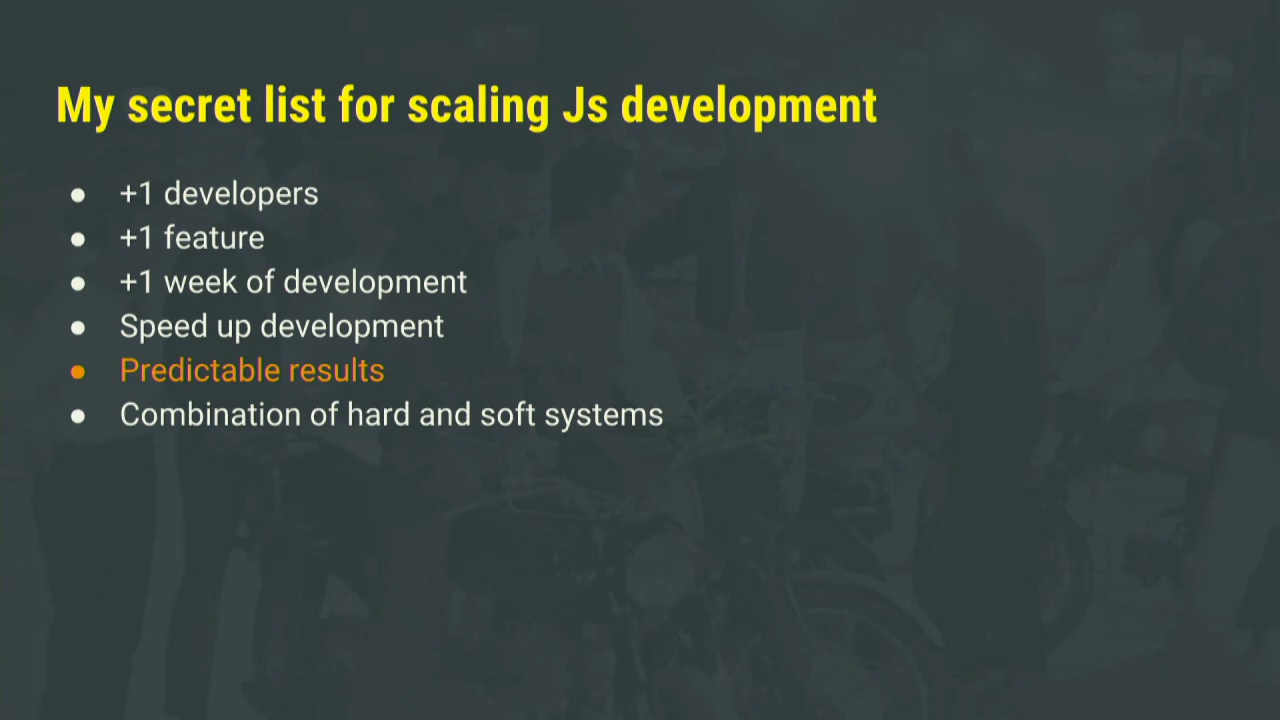 My secret list for scaling Js development
● +1 developers
● +1 feature
● +1 week of development
● Speed up development
● Predictable results
● Combination of hard and soft systems